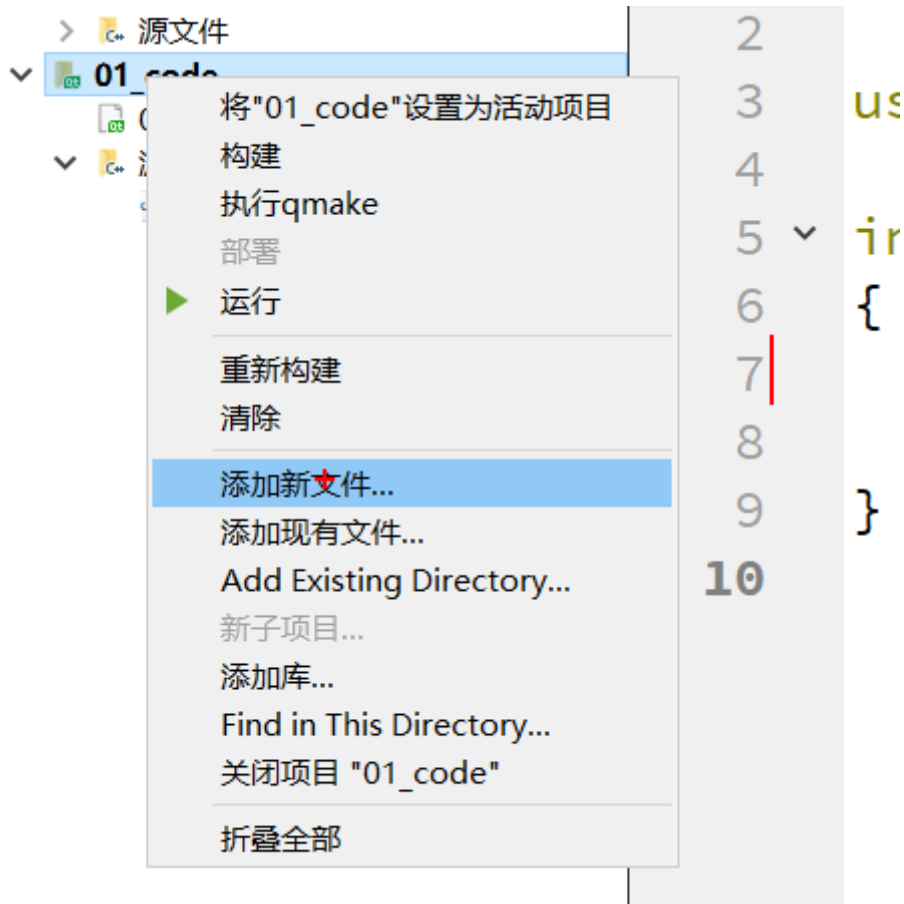 源文件
01_code
将"01_code"设置为活动项目
构建
执行qmake
部署
运行
重新构建
清除
添加新文件...
添加现有文件...
Add Existing Directory...
新子项目...
添加库...
Find in This Directory...
关闭项目 "01_code"
折叠全部
2
3 us
4
5 in
6 {
7
8
9 }
10